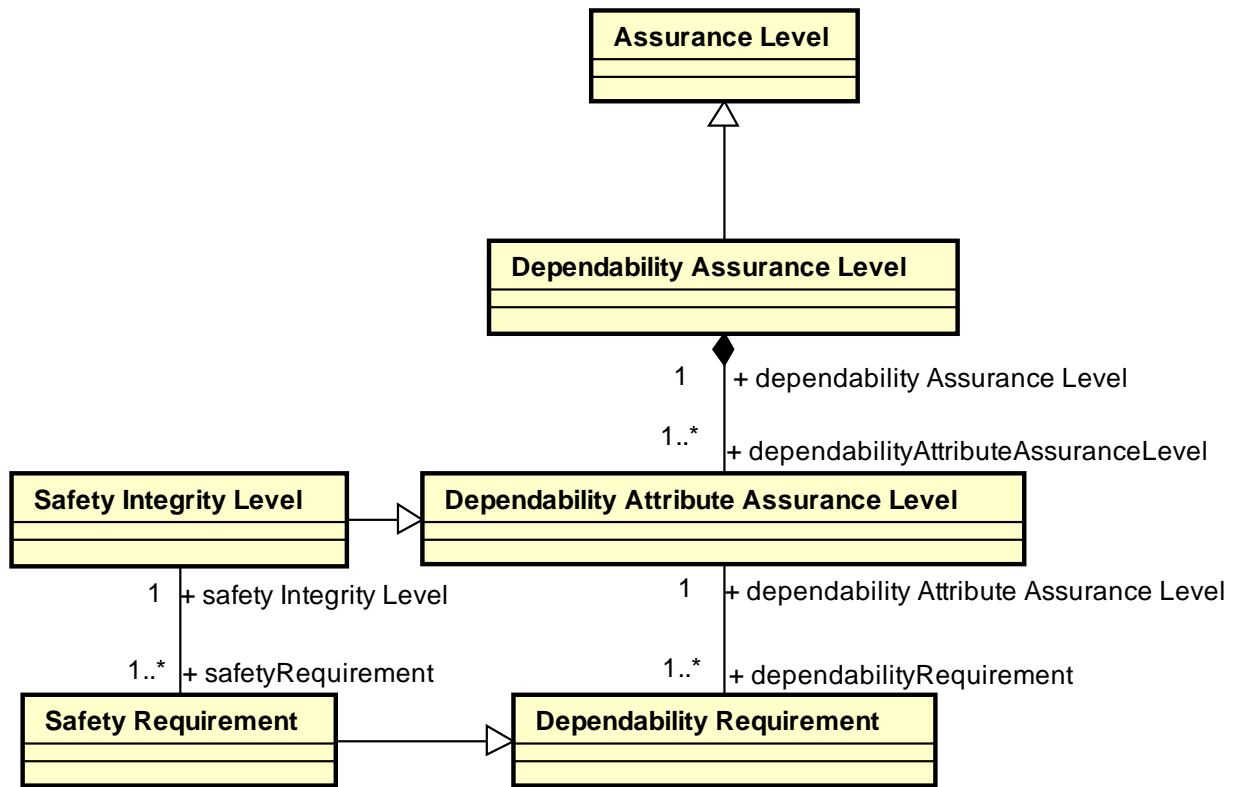 Assurance Level
Dependability Assurance Level
1
+ dependability Assurance Level
1..*
+ dependabilityAttributeAssuranceLevel
Safety Integrity Level
Dependability Attribute Assurance Level
1
+ safety Integrity Level
1
+ dependability Attribute Assurance Level
1..*
+ safetyRequirement
1..*
+ dependabilityRequirement
Safety Requirement
Dependability Requirement